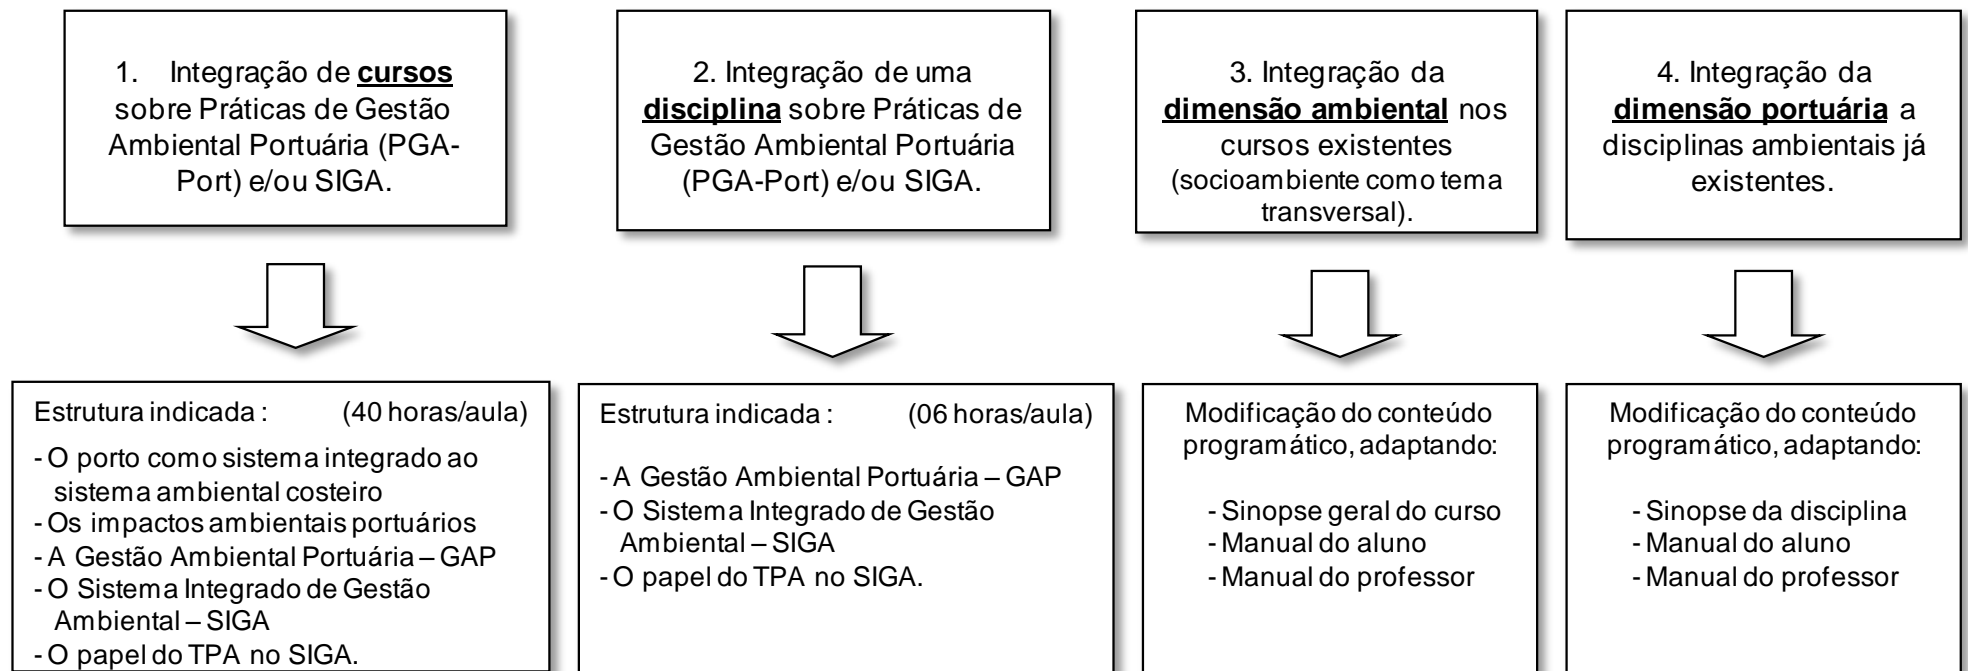 1. Integração de cursos
sobre Práticas de Gestão
Ambiental Portuária (PGA-
Port) e/ou SIGA.
2. Integração de uma
disciplina sobre Práticas de
Gestão Ambiental Portuária
(PGA-Port) e/ou SIGA.
3. Integração da
dimensão ambiental nos
cursos existentes
(socioambiente como tema
transversal).
4. Integração da
dimensão portuária a
disciplinas ambientais já
existentes.
Estrutura indicada : (40 horas/aula)
- O porto como sistema integrado ao
sistema ambiental costeiro
- Os impactos ambientais portuários
- A Gestão Ambiental Portuária – GAP
- O Sistema Integrado de Gestão
Ambiental – SIGA
- O papel do TPA no SIGA.
Estrutura indicada : (06 horas/aula)
- A Gestão Ambiental Portuária – GAP
- O Sistema Integrado de Gestão
Ambiental – SIGA
- O papel do TPA no SIGA.
Modificação do conteúdo
programático, adaptando:
- Sinopse geral do curso
- Manual do aluno
- Manual do professor
Modificação do conteúdo
programático, adaptando:
- Sinopse da disciplina
- Manual do aluno
- Manual do professor